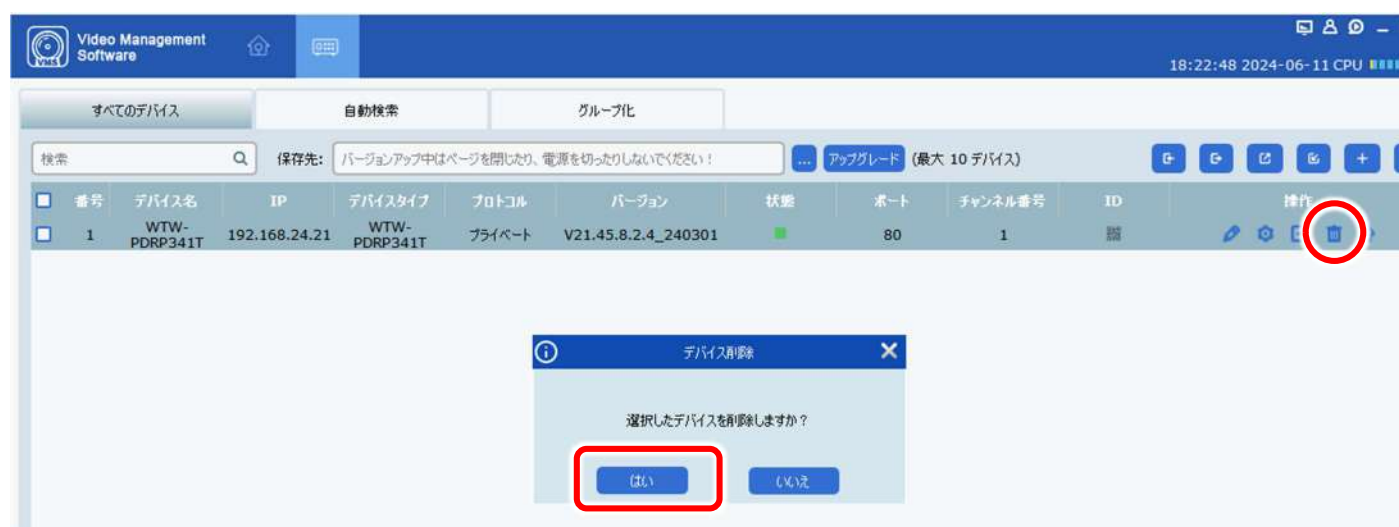 Video Management
Software
18:22:48 2024-06-11 CPU
すべてのデバイス 自動検索 グループ化
検索 保存先: バージョンアップ中はページを閉じたり、電源を切ったりしないでください！ ... アップグレード (最大 10 デバイス)
番号 デバイス名 IP デバイスタイプ プロトコル バージョン 状態 ポート チャンネル番号 ID 操作
1 WTW-PDRP341T 192.168.24.21 WTW-PDRP341T プライベート V21.45.8.2.4_240301 80 1
デバイス削除
選択したデバイスを削除しますか？
はい いいえ